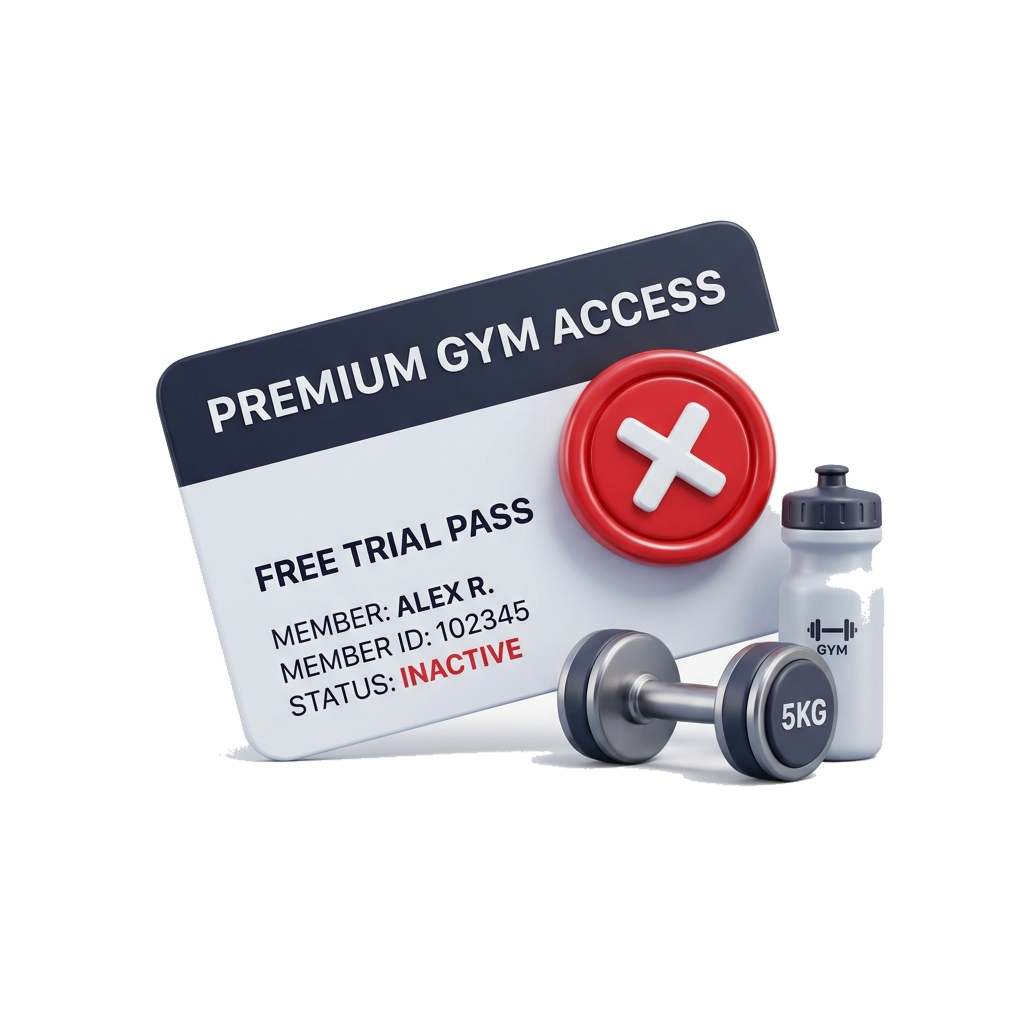 PREMIUM GYM ACCESS
FREE TRIAL PASS
MEMBER: ALEX R.
MEMBER ID: 102345
STATUS: INACTIVE
GYM
5KG